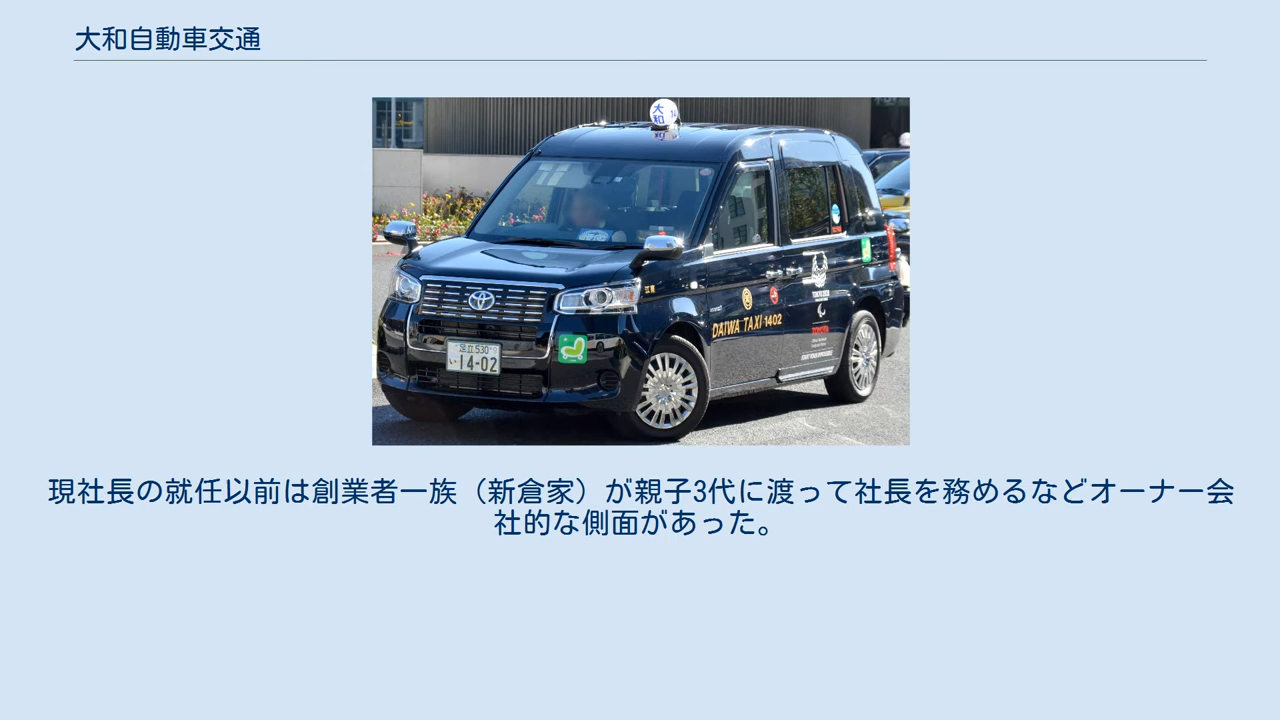 大和自動車交通
大和
足立 530
い 14-02
DAIWA TAXI 1402
現社長の就任以前は創業者一族（新倉家）が親子3代に渡って社長を務めるなどオーナー会
社的な側面があった。